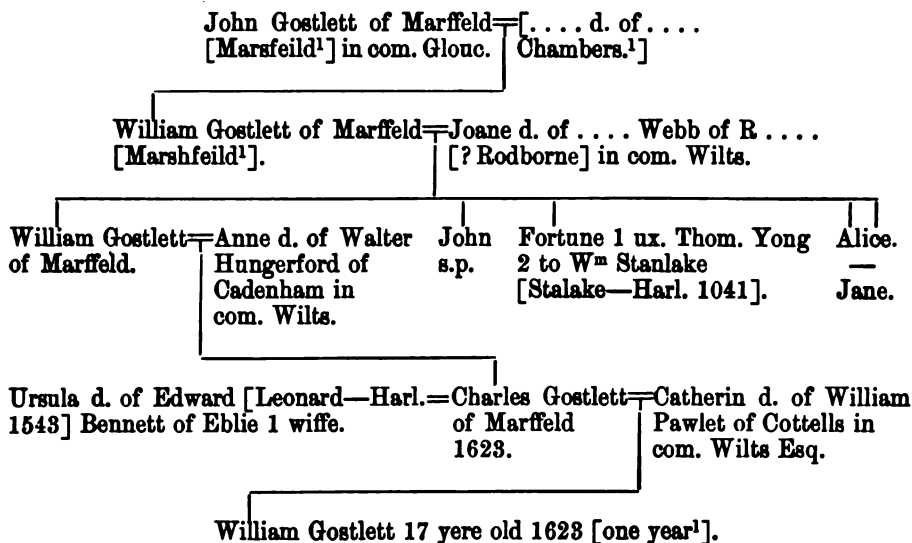 John Gostlett of Marffeld=[. . . . d. of . . . .
[Marsfeild¹] in com. Glouc. Chambers.¹]
William Gostlett of Marffeld=Joane d. of . . . . Webb of R . . . .
[Marshfeild¹]. [? Rodborne] in com. Wilts.
William Gostlett=Anne d. of Walter
of Marffeld. Hungerford of
Cadenham in
com. Wilts.
John
s.p.
Fortune 1 ux. Thom. Yong
2 to Wᵐ Stanlake
[Stalake—Harl. 1041].
Alice.
—
Jane.
Ursula d. of Edward [Leonard—Harl.=Charles Gostlett=Catherin d. of William
1543] Bennett of Eblie 1 wiffe. of Marffeld Pawlet of Cottells in
1623. com. Wilts Esq.
William Gostlett 17 yere old 1623 [one year¹].